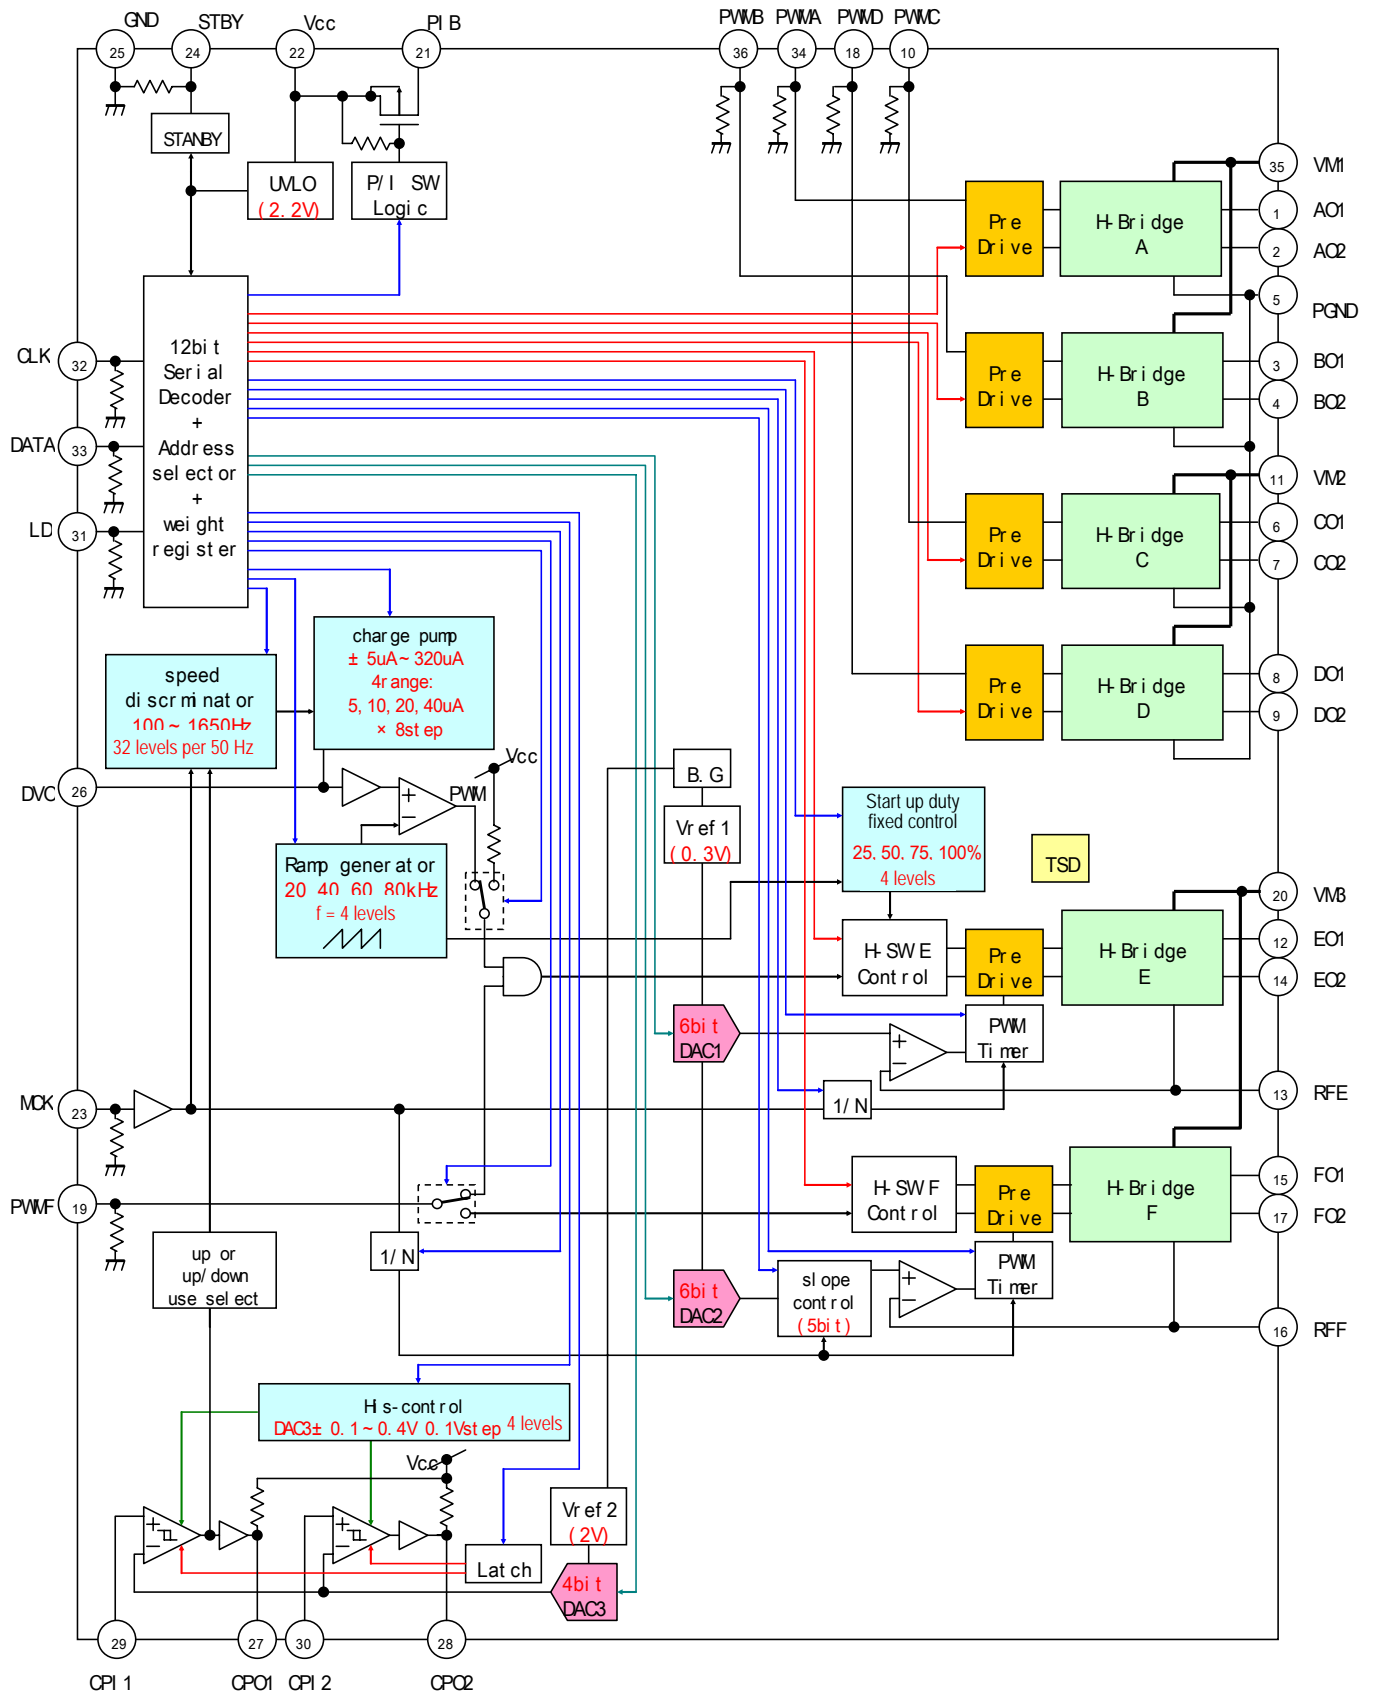 GND
STBY
Vcc
PIB
PWMB
PWMA
PWMD
PWMC
25
24
22
21
36
34
18
10
STANBY
UVLO
(2.2V)
P/I SW
Logic
Pre
Drive
H-Bridge
A
35
VM1
1
AO1
2
AO2
5
PGND
12bit
Serial
Decoder
+
Address
selector
+
weight
register
CLK
32
DATA
33
LD
31
Pre
Drive
H-Bridge
B
3
BO1
4
BO2
11
VM2
Pre
Drive
H-Bridge
C
6
CO1
7
CO2
Pre
Drive
H-Bridge
D
8
DO1
9
DO2
charge pump
± 5uA~320uA
4range:
5, 10, 20, 40uA
× 8step
speed
discriminator
100~1650Hz
32 levels per 50 Hz
DVC
26
+
−
PWM
Vcc
B.G
Vref1
(0.3V)
Start up duty
fixed control
25. 50. 75. 100%
4 levels
TSD
Ramp generator
20 40 60 80kHz
f = 4 levels
H-SWE
Control
Pre
Drive
H-Bridge
E
20
VM3
12
EO1
14
EO2
6bit
DAC1
+
−
PWM
Timer
1/N
13
RFE
MCK
23
PWMF
19
H-SWF
Control
Pre
Drive
H-Bridge
F
15
FO1
17
FO2
up or
up/down
use select
1/N
6bit
DAC2
slope
control
(5bit)
+
−
PWM
Timer
16
RFF
His-control
DAC3± 0.1~0.4V 0.1Vstep 4 levels
Vcc
+
−
+
−
Vref2
(2V)
Latch
4bit
DAC3
29
27
30
28
CPI1
CPO1
CPI2
CPO2